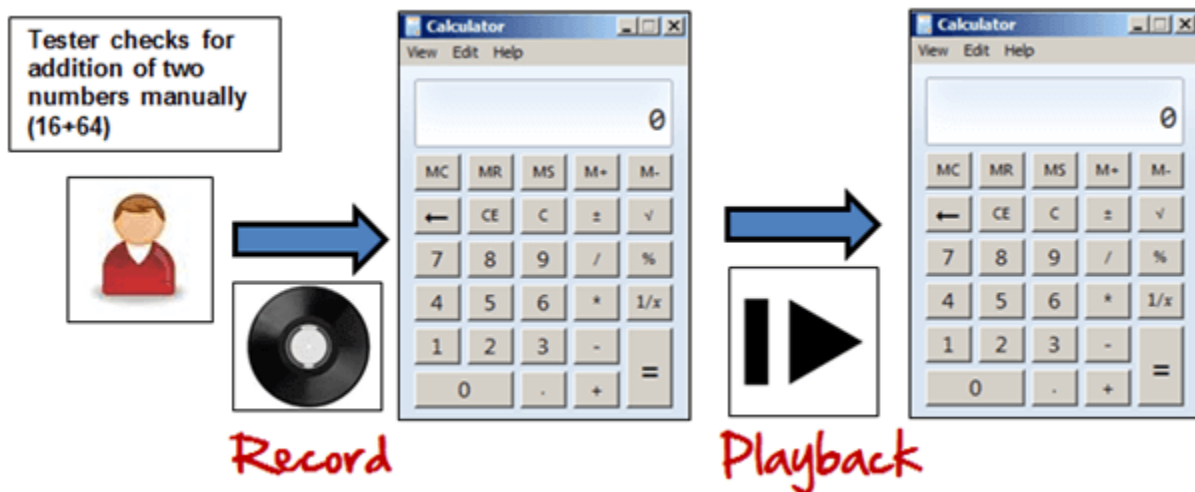 Tester checks for
addition of two
numbers manually
(16+64)
Calculator
View Edit Help
0
MC MR MS M+ M-
← CE C ± √
7 8 9 / %
4 5 6 * 1/x
1 2 3 - =
0 . +
Record
Calculator
View Edit Help
0
MC MR MS M+ M-
← CE C ± √
7 8 9 / %
4 5 6 * 1/x
1 2 3 - =
0 . +
Playback